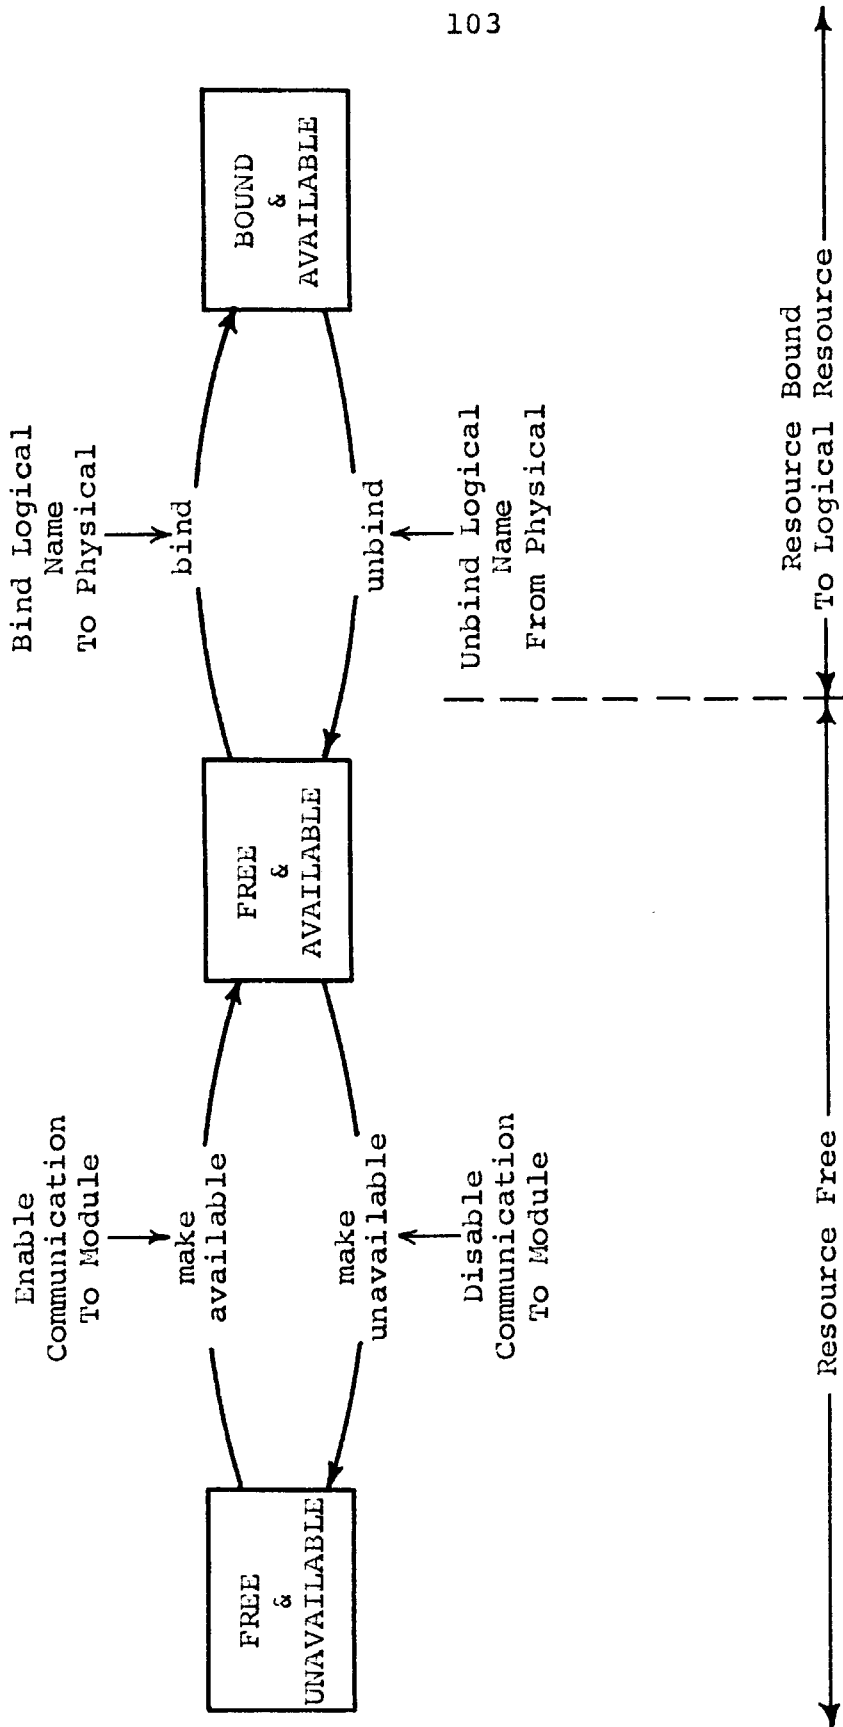 103
Enable
Communication
To Module
make
available
Bind Logical
Name
To Physical
bind
FREE
&
UNAVAILABLE
FREE
&
AVAILABLE
BOUND
&
AVAILABLE
make
unavailable
Disable
Communication
To Module
unbind
Unbind Logical
Name
From Physical
Resource Free
Resource Bound
To Logical Resource